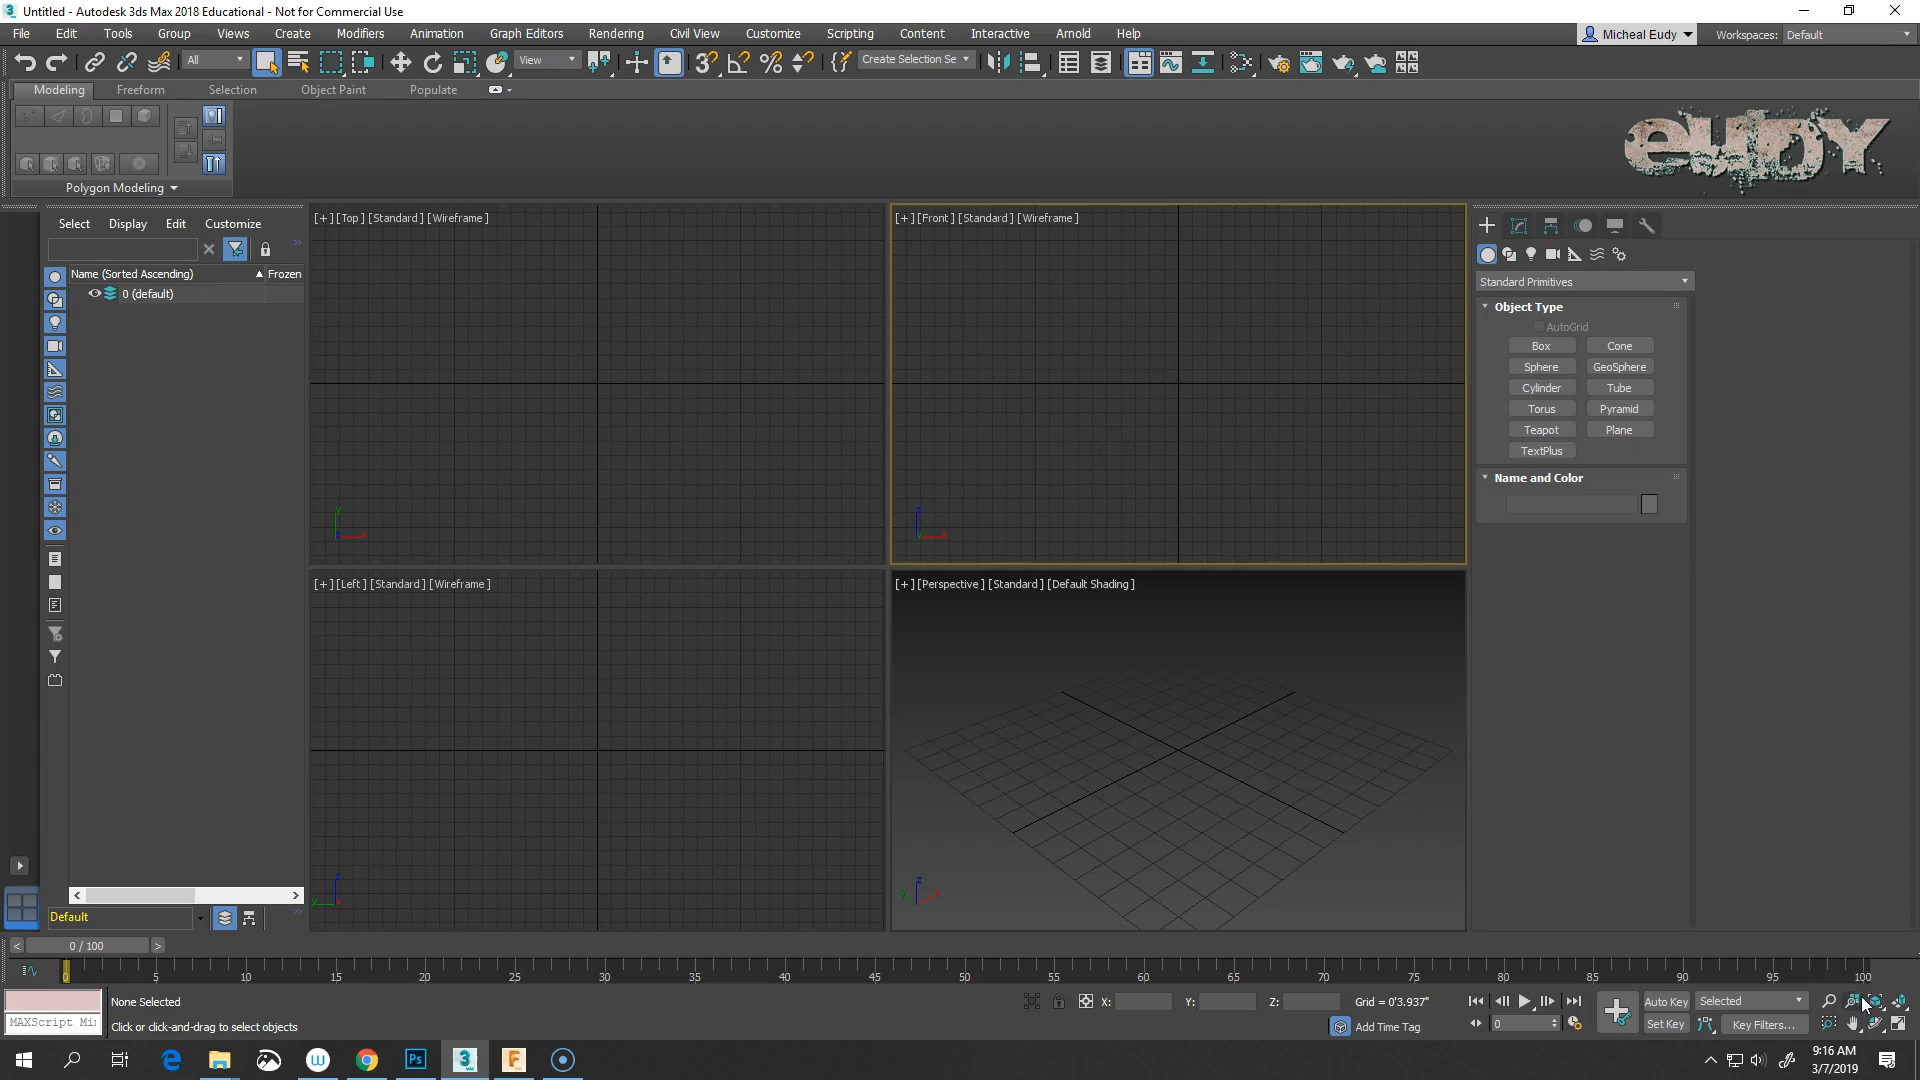 Untitled - Autodesk 3ds Max 2018 Educational - Not for Commercial Use
File Edit Tools Group Views Create Modifiers Animation Graph Editors Rendering Civil View Customize Scripting Content Interactive Arnold Help
Micheal Eudy Workspaces: Default
All View Create Selection Se
Modeling Freeform Selection Object Paint Populate
eUDY
Polygon Modeling
Select Display Edit Customize
Name (Sorted Ascending) Frozen
0 (default)
[+][Top][Standard][Wireframe]
[+][Front][Standard][Wireframe]
Standard Primitives
Object Type
AutoGrid
Box Cone
Sphere GeoSphere
Cylinder Tube
Torus Pyramid
Teapot Plane
TextPlus
Name and Color
y
z
[+][Left][Standard][Wireframe]
[+][Perspective][Standard][Default Shading]
z
z
Default
0 / 100
0 5 10 15 20 25 30 35 40 45 50 55 60 65 70 75 80 85 90 95 100
None Selected
X: Y: Z: Grid = 0'3.937"
Auto Key Selected
MAXScript Mi
Click or click-and-drag to select objects
Add Time Tag
0
Set Key Key Filters...
9:16 AM
3/7/2019